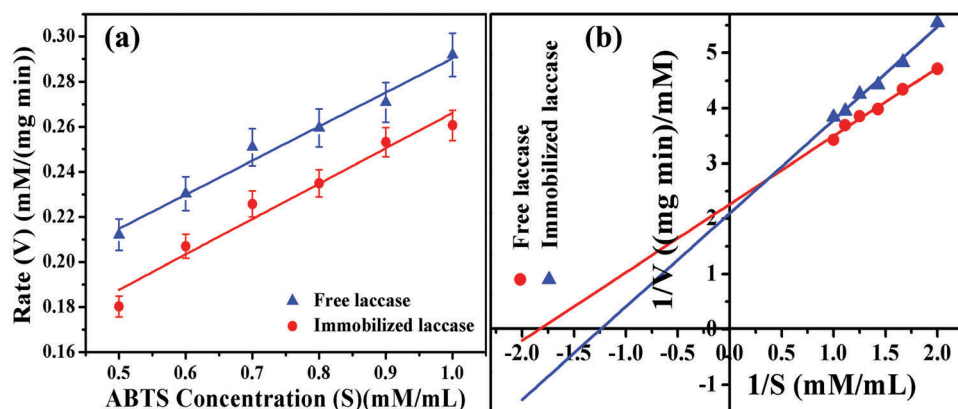 (a)
Rate (V) (mM/(mg min))
0.30
0.28
0.26
0.24
0.22
0.20
0.18
0.16
Free laccase
Immobilized laccase
0.5 0.6 0.7 0.8 0.9 1.0
ABTS Concentration (S)(mM/mL)
(b)
Free laccase
Immobilized laccase
1/V ((mg min)/mM)
5
4
3
2
1
0
-1
-2.0 -1.5 -1.0 -0.5 0.0 0.5 1.0 1.5 2.0
1/S (mM/mL)